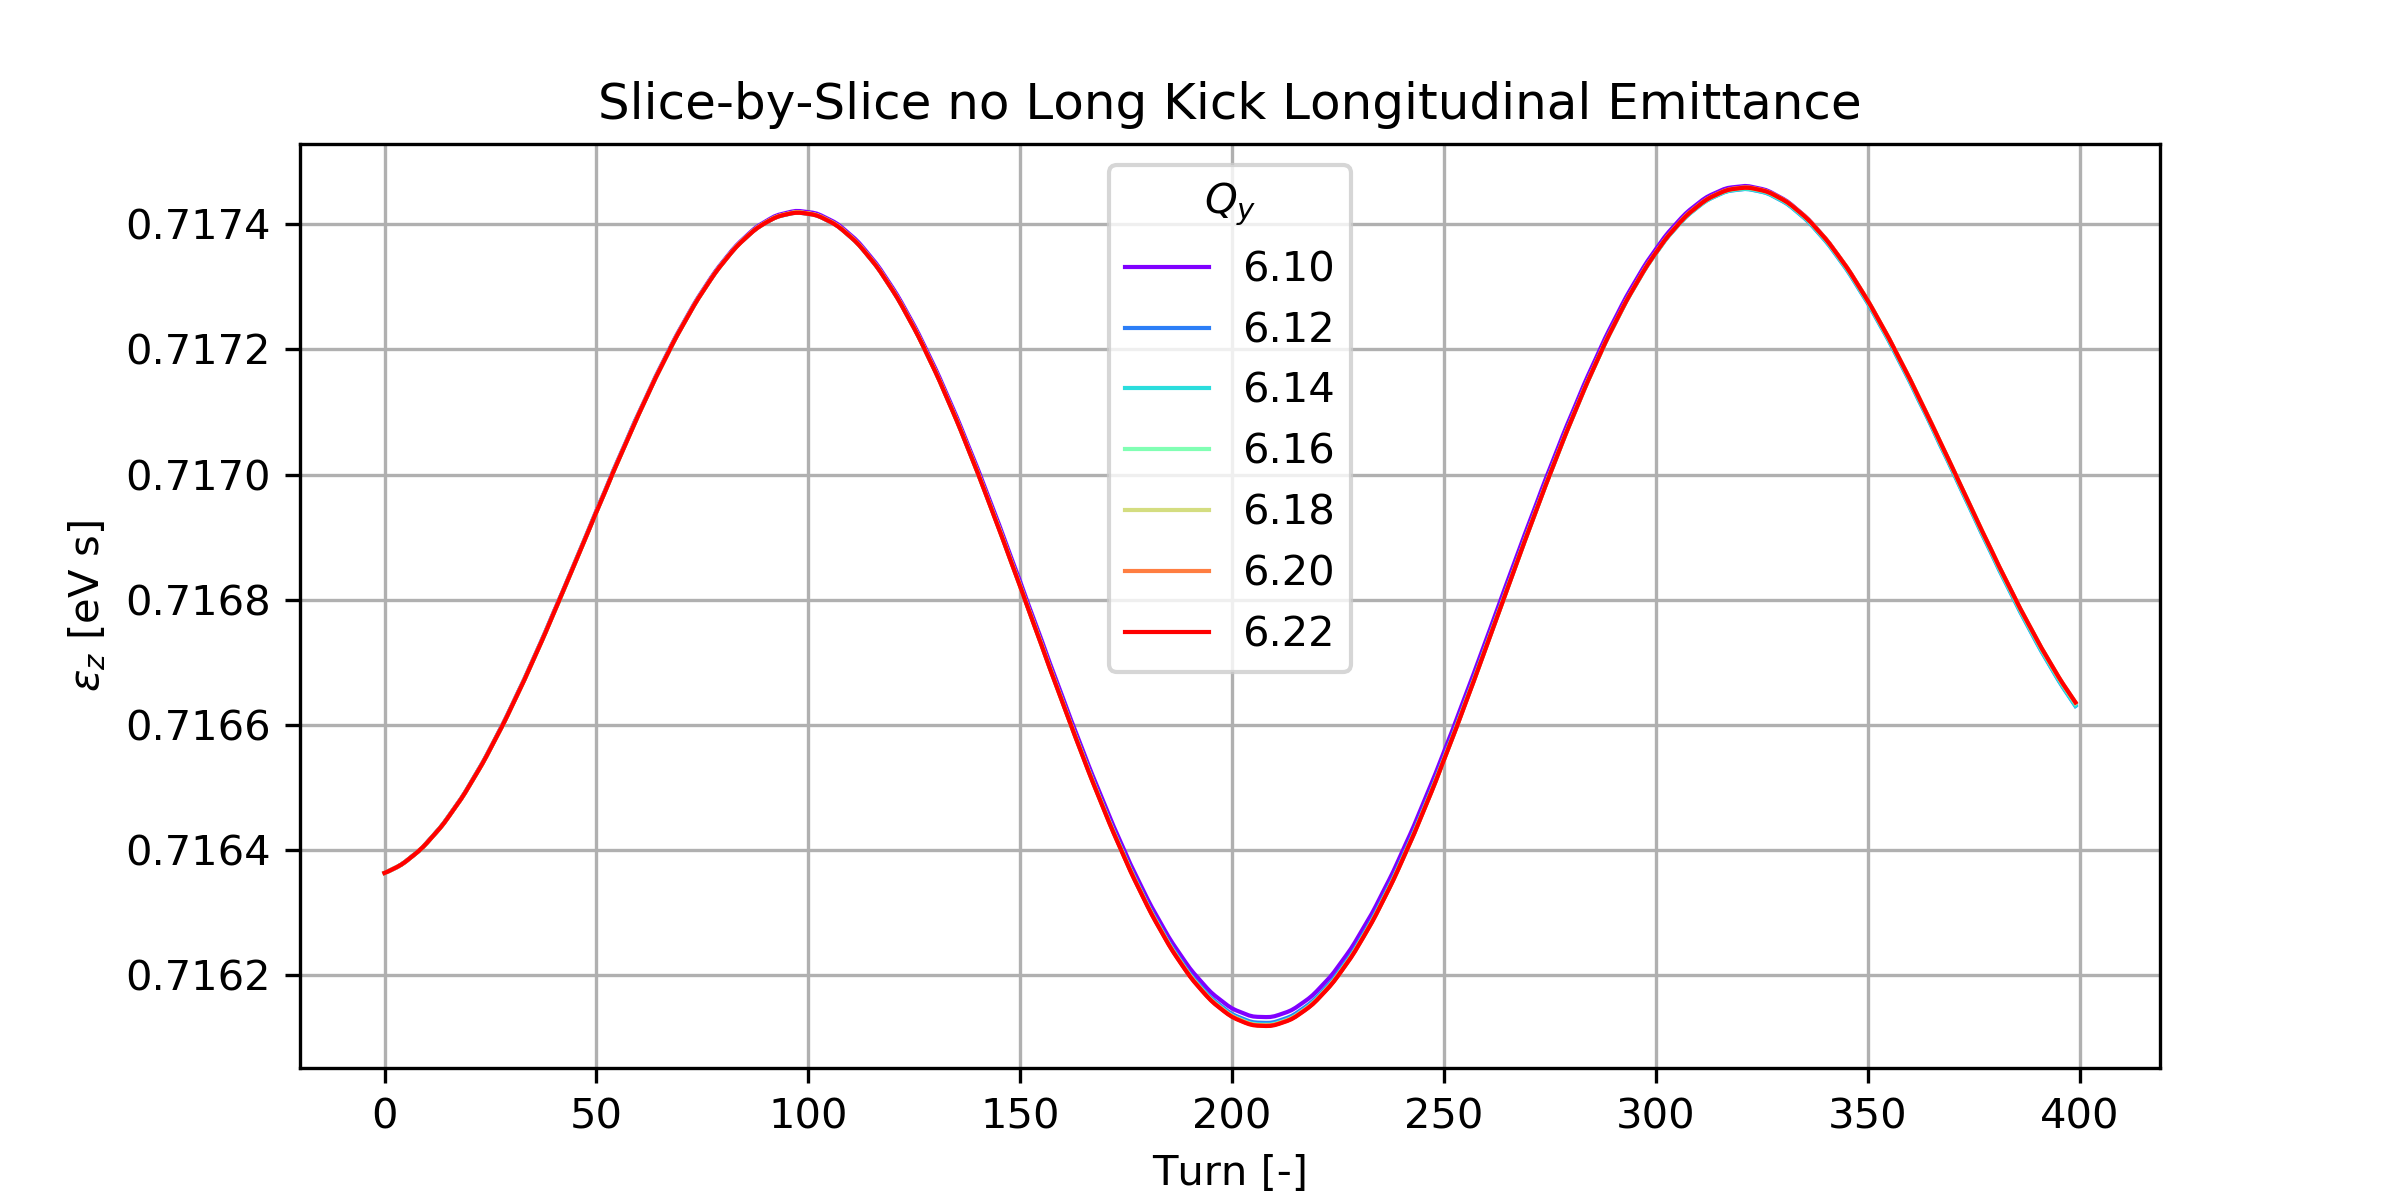 Slice-by-Slice no Long Kick Longitudinal Emittance
ε_z [eV s]
0.7174
0.7172
0.7170
0.7168
0.7166
0.7164
0.7162
Q_y
6.10
6.12
6.14
6.16
6.18
6.20
6.22
0 50 100 150 200 250 300 350 400
Turn [-]